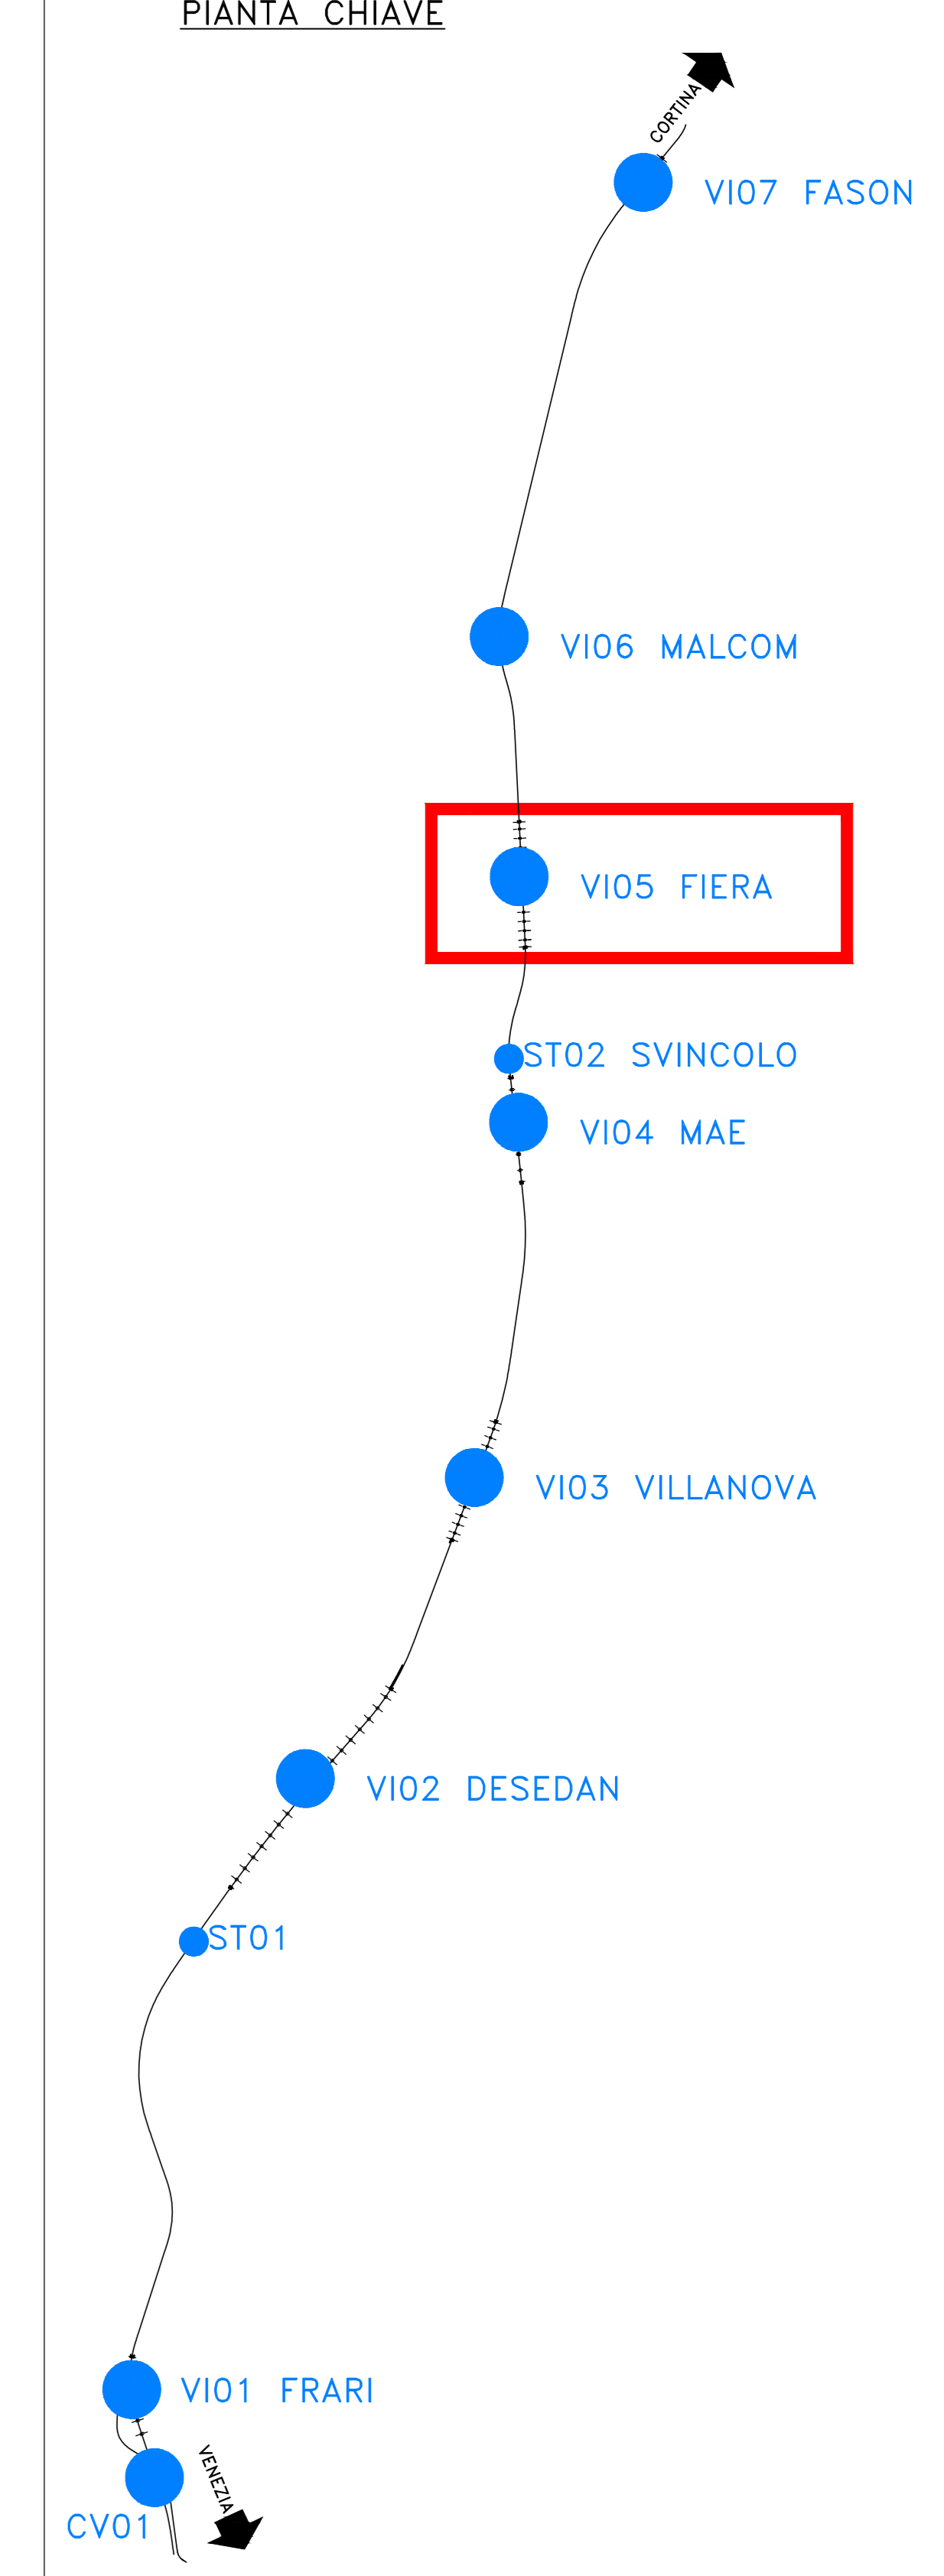 PIANTA CHIAVE
CORTINA
VI07 FASON
VI06 MALCOM
VI05 FIERA
ST02 SVINCOLO
VI04 MAE
VI03 VILLANOVA
VI02 DESEDAN
ST01
VI01 FRARI
VENEZIA
CV01